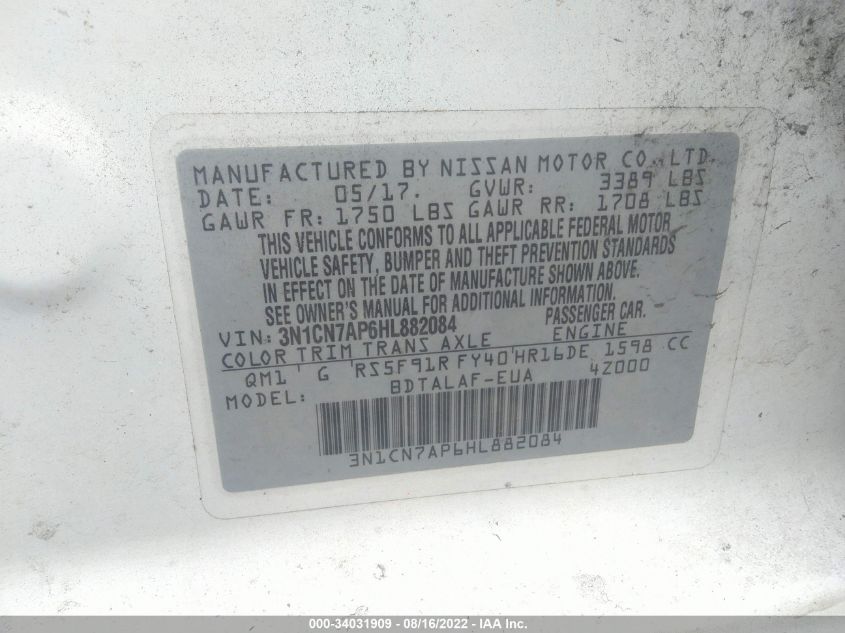 MANUFACTURED BY NISSAN MOTOR CO., LTD.
DATE: 05/17. GVWR: 3389 LBS
GAWR FR: 1750 LBS GAWR RR: 1708 LBS
THIS VEHICLE CONFORMS TO ALL APPLICABLE FEDERAL MOTOR
VEHICLE SAFETY, BUMPER AND THEFT PREVENTION STANDARDS
IN EFFECT ON THE DATE OF MANUFACTURE SHOWN ABOVE.
SEE OWNER'S MANUAL FOR ADDITIONAL INFORMATION.
VIN: 3N1CN7AP6HL882084 PASSENGER CAR.
COLOR TRIM TRANS AXLE ENGINE
QM1 ' G 'RS5F91R FY40'HR16DE 1598 CC
MODEL: BDTALAF-EUA 4Z000
3N1CN7AP6HL882084
000-34031909 - 08/16/2022 - IAA Inc.